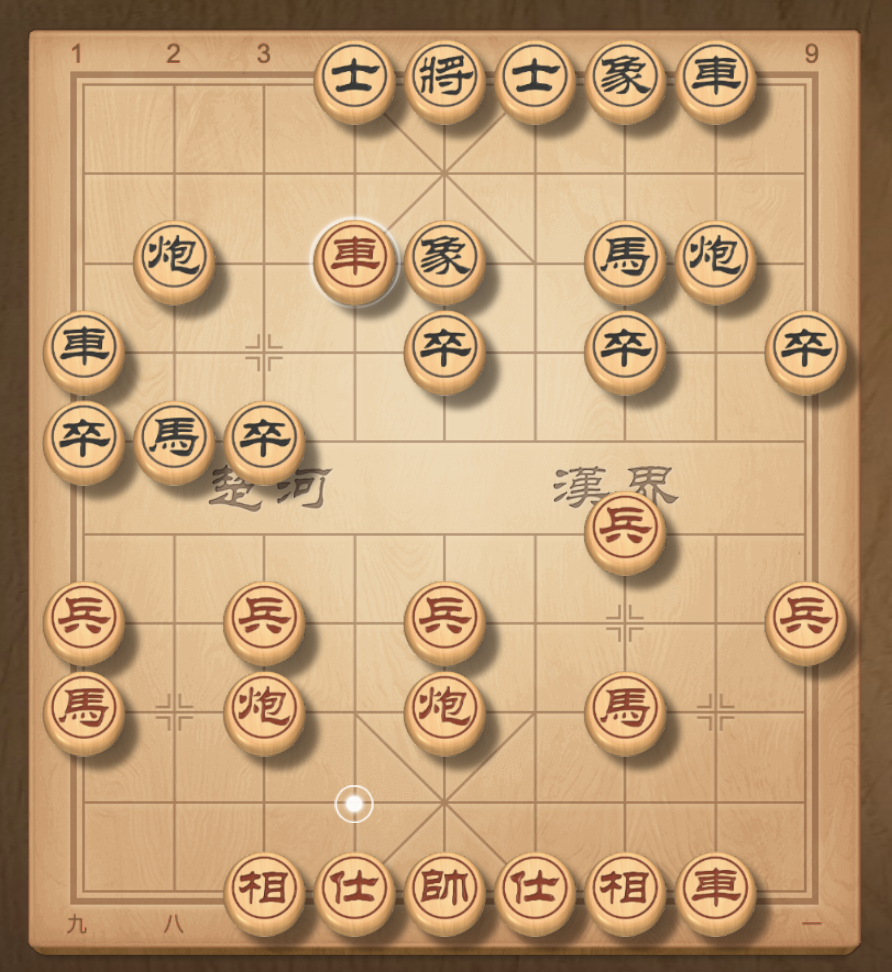 1 2 3 9
士 將 士 象 車
炮 車 象 馬 炮
車 卒 卒 卒
卒 馬 卒
楚河 漢界
兵
兵 兵 兵 兵
馬 炮 炮 馬
相 仕 帥 仕 相 車
九 八 一